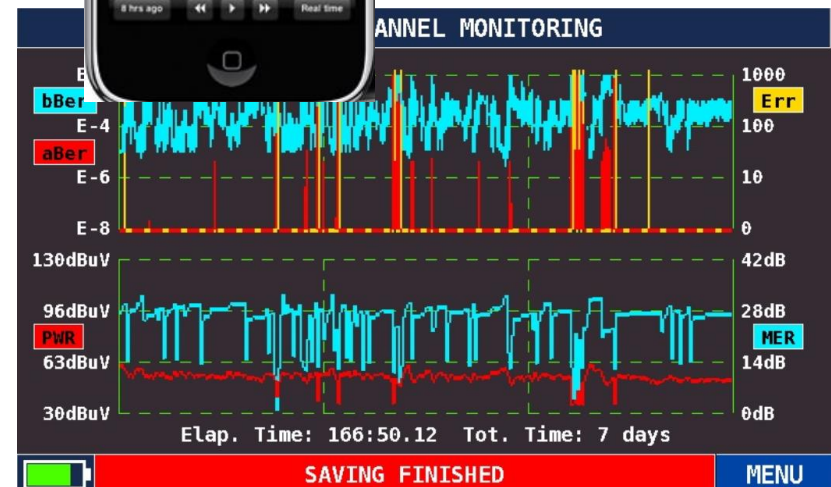 8 hrs ago Real time
ANNEL MONITORING
1000
bBer Err
E-4 100
aBer
E-6 10
E-8 0
130dBuV 42dB
96dBuV 28dB
PWR MER
63dBuV 14dB
30dBuV 0dB
Elap. Time: 166:50.12 Tot. Time: 7 days
SAVING FINISHED MENU